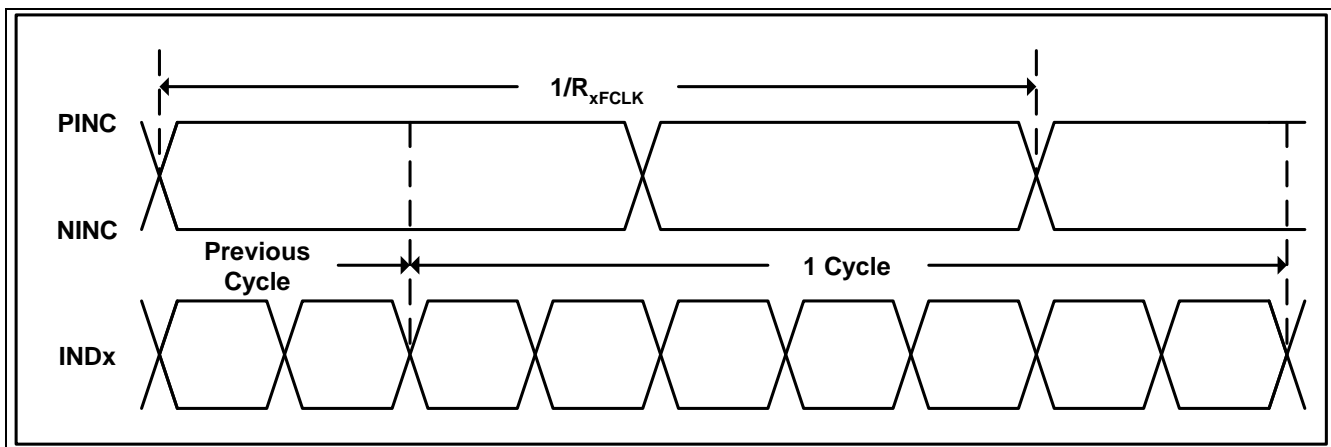 1/RxFCLK
PINC
NINC
Previous
Cycle
1 Cycle
INDx